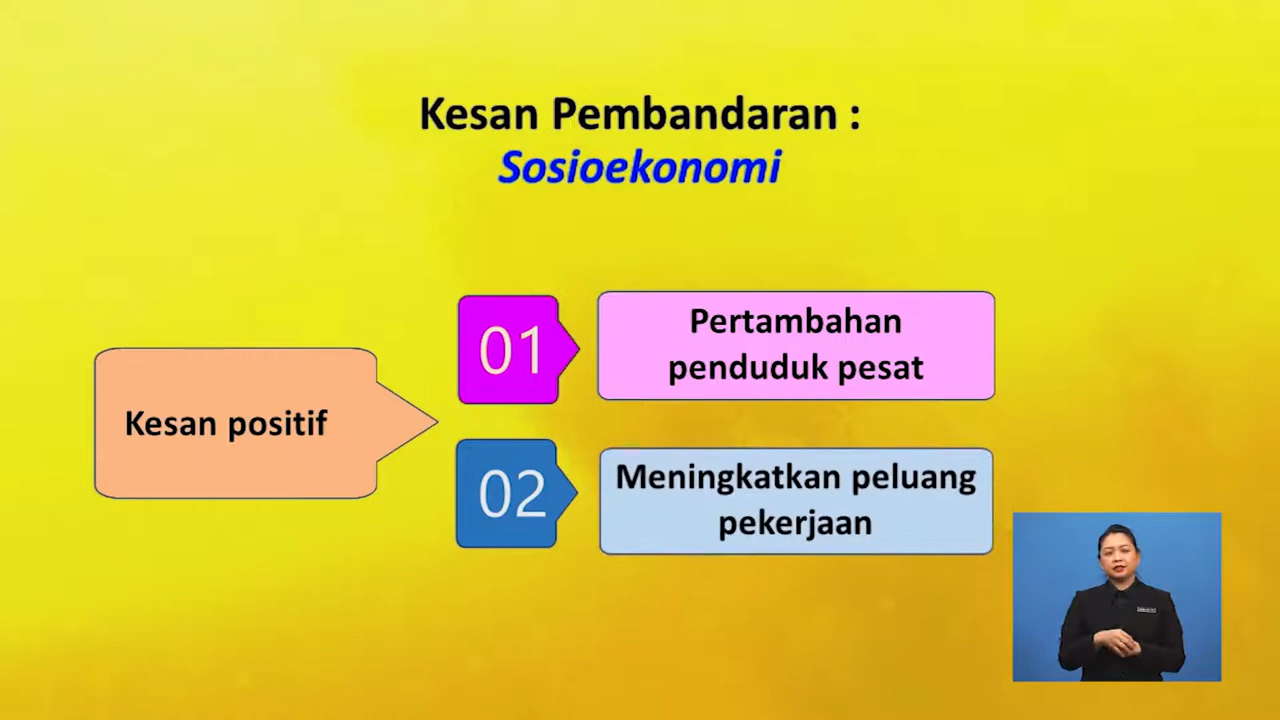 Kesan Pembandaran :
Sosioekonomi
Kesan positif
01
Pertambahan
penduduk pesat
02
Meningkatkan peluang
pekerjaan